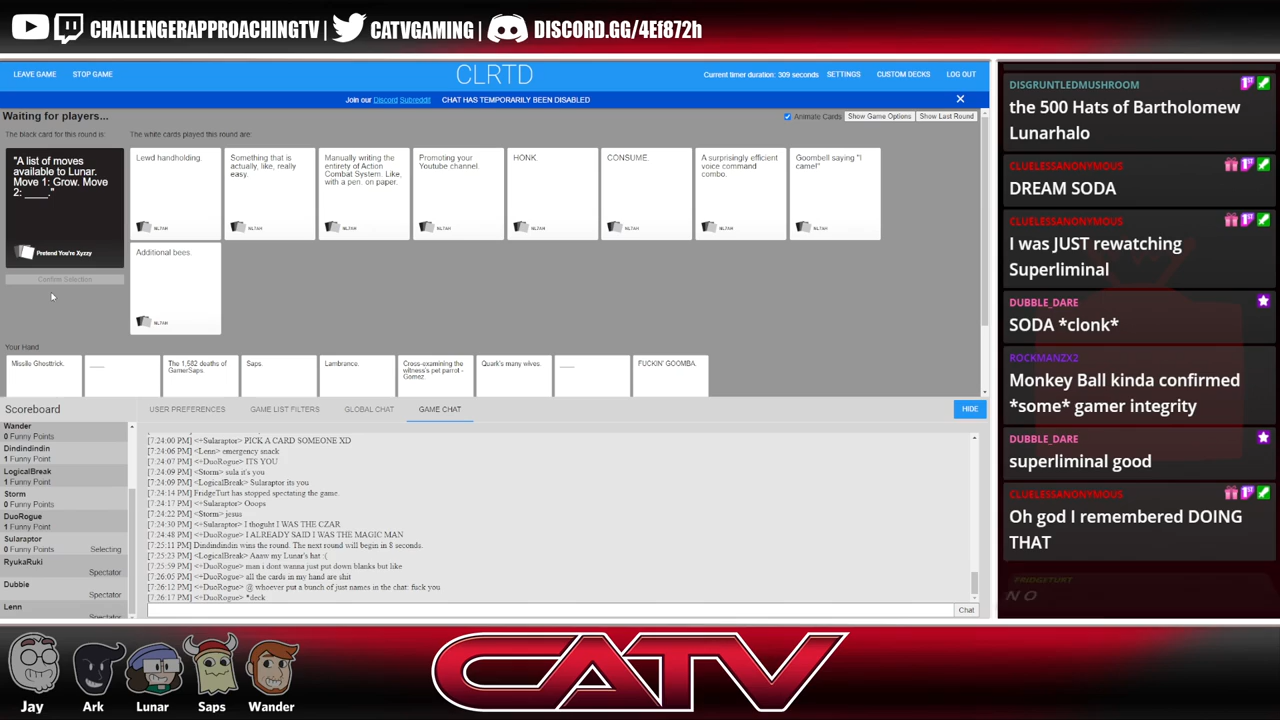 CHALLENGERAPPROACHINGTV | CATVGAMING | DISCORD.GG/4Ef872h
LEAVE GAME STOP GAME
CLRTD
Current timer duration: 309 seconds SETTINGS CUSTOM DECKS LOG OUT
Join our Discord Subreddit CHAT HAS TEMPORARILY BEEN DISABLED
Waiting for players...
Animate Cards Show Game Options Show Last Round
The black card for this round is:
The white cards played this round are:
"A list of moves
available to Lunar.
Move 1: Grow. Move
2: ____."
Pretend You're Xyzzy
Confirm Selection
Lewd handholding.
NL7AH
Something that is
actually, like, really
easy.
NL7AH
Manually writing the
entirety of Action
Combat System. Like,
with a pen. on paper.
NL7AH
Promoting your
Youtube channel.
NL7AH
HONK.
NL7AH
CONSUME.
NL7AH
A surprisingly efficient
voice command
combo.
NL7AH
Goombell saying "I
came!"
NL7AH
Additional bees.
NL7AH
Your Hand
Missile Ghosttrick.
____
The 1,582 deaths of
GamerSaps.
Saps.
Lambrance.
Cross-examining the
witness's pet parrot -
Gomez.
Quark's many wives.
____
FUCKIN' GOOMBA.
Scoreboard
Wander
0 Funny Points
Dindindindin
1 Funny Point
LogicalBreak
1 Funny Point
Storm
0 Funny Points
DuoRogue
1 Funny Point
Sularaptor
0 Funny Points Selecting
RyukaRuki
Spectator
Dubbie
Spectator
Lenn
Spectator
USER PREFERENCES GAME LIST FILTERS GLOBAL CHAT GAME CHAT HIDE
[7:24:00 PM] <+Sularaptor> PICK A CARD SOMEONE XD
[7:24:06 PM] <Lenn> emergency snack
[7:24:07 PM] <+DuoRogue> ITS YOU
[7:24:09 PM] <Storm> sula it's you
[7:24:09 PM] <LogicalBreak> Sularaptor its you
[7:24:14 PM] FridgeTurt has stopped spectating the game.
[7:24:17 PM] <+Sularaptor> Ooops
[7:24:22 PM] <Storm> jesus
[7:24:30 PM] <+Sularaptor> I thoguht I WAS THE CZAR
[7:24:48 PM] <+DuoRogue> I ALREADY SAID I WAS THE MAGIC MAN
[7:25:11 PM] Dindindindin wins the round. The next round will begin in 8 seconds.
[7:25:23 PM] <LogicalBreak> Aaaw my Lunar's hat :(
[7:25:59 PM] <+DuoRogue> man i dont wanna just put down blanks but like
[7:26:05 PM] <+DuoRogue> all the cards in my hand are shit
[7:26:12 PM] <+DuoRogue> @ whoever put a bunch of just names in the chat: fuck you
[7:26:17 PM] <+DuoRogue> *deck
Chat
DISGRUNTLEDMUSHROOM
the 500 Hats of Bartholomew
Lunarhalo
CLUELESSANONYMOUS
DREAM SODA
CLUELESSANONYMOUS
I was JUST rewatching
Superliminal
DUBBLE_DARE
SODA *clonk*
ROCKMANZX2
Monkey Ball kinda confirmed
*some* gamer integrity
DUBBLE_DARE
superliminal good
CLUELESSANONYMOUS
Oh god I remembered DOING
THAT
FRIDGETURT
NO
Jay Ark Lunar Saps Wander
CATV